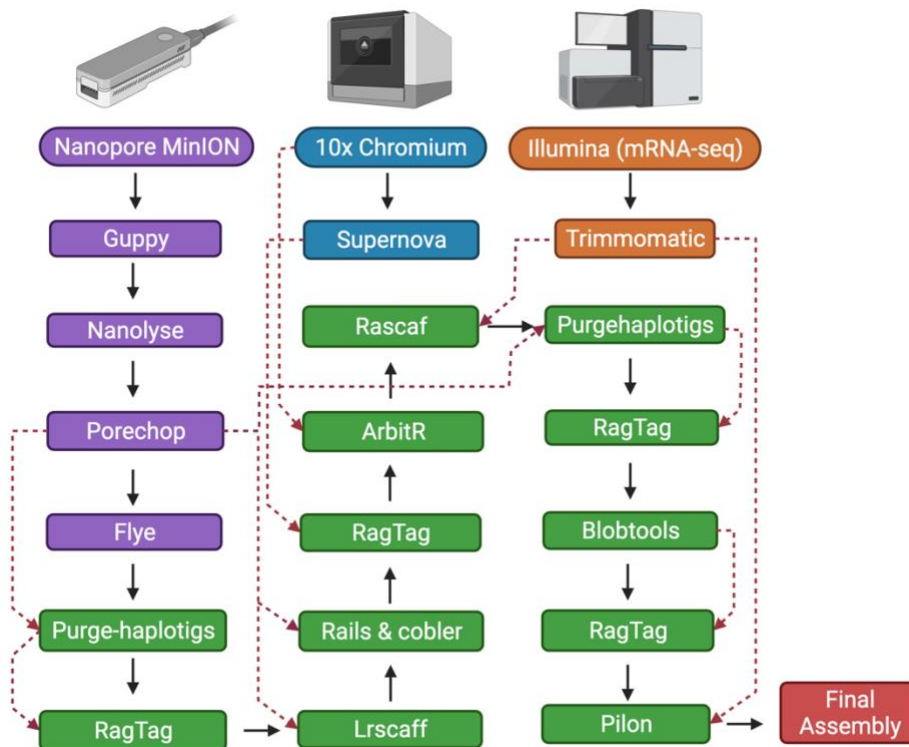 Nanopore MinION
Guppy
Nanolyse
Porechop
Flye
Purge-haplotigs
RagTag
10x Chromium
Supernova
Rascaf
ArbitR
RagTag
Rails & cobler
Lrscaff
Illumina (mRNA-seq)
Trimmomatic
Purgehaplotigs
RagTag
Blobtools
RagTag
Pilon
Final
Assembly